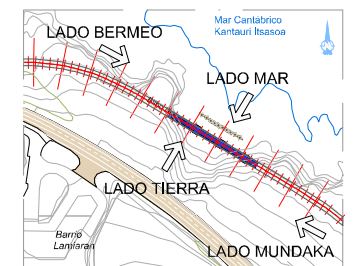 Mar Cantábrico
Kantauri Itsasoa
LADO BERMEO
LADO MAR
LADO TIERRA
Barrio
Lamiaran
LADO MUNDAKA